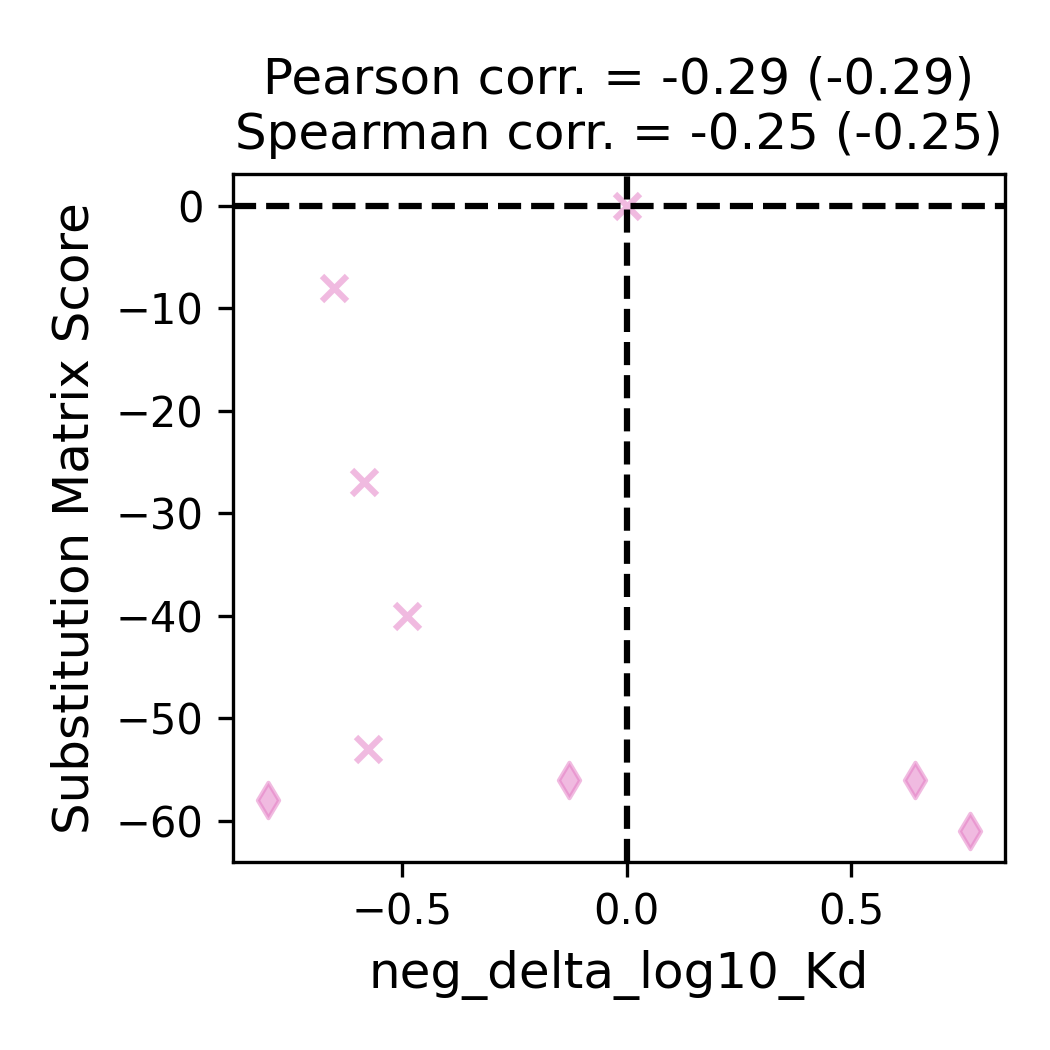 Pearson corr. = -0.29 (-0.29)
Spearman corr. = -0.25 (-0.25)
Substitution Matrix Score
0
−10
−20
−30
−40
−50
−60
−0.5 0.0 0.5
neg_delta_log10_Kd